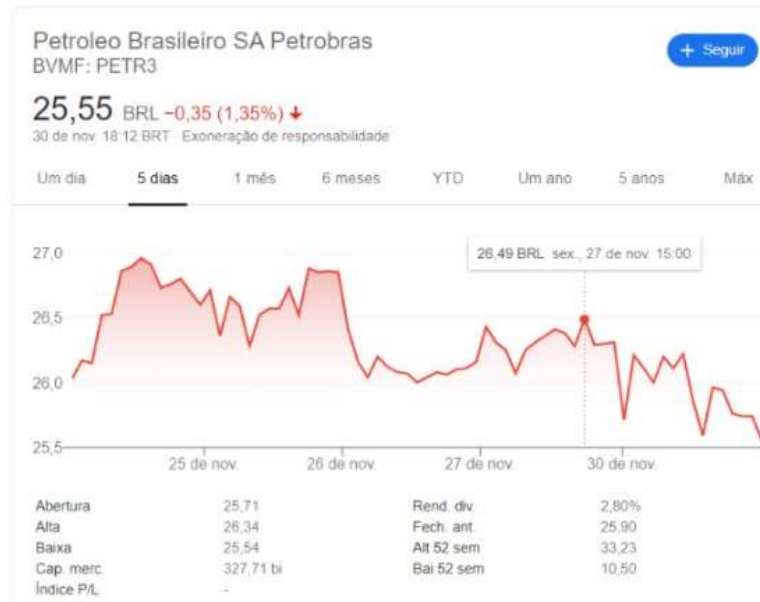 Petroleo Brasileiro SA Petrobras
BVMF: PETR3
+ Seguir
25,55 BRL −0,35 (1,35%) ↓
30 de nov. 18:12 BRT · Exoneração de responsabilidade
Um dia 5 dias 1 mês 6 meses YTD Um ano 5 anos Máx
26,49 BRL sex., 27 de nov. 15:00
27,0
26,5
26,0
25,5
25 de nov. 26 de nov. 27 de nov. 30 de nov.
Abertura 25,71 Rend. div. 2,80%
Alta 26,34 Fech. ant. 25,90
Baixa 25,54 Alt 52 sem 33,23
Cap. merc. 327,71 bi Bai 52 sem 10,50
Índice P/L -